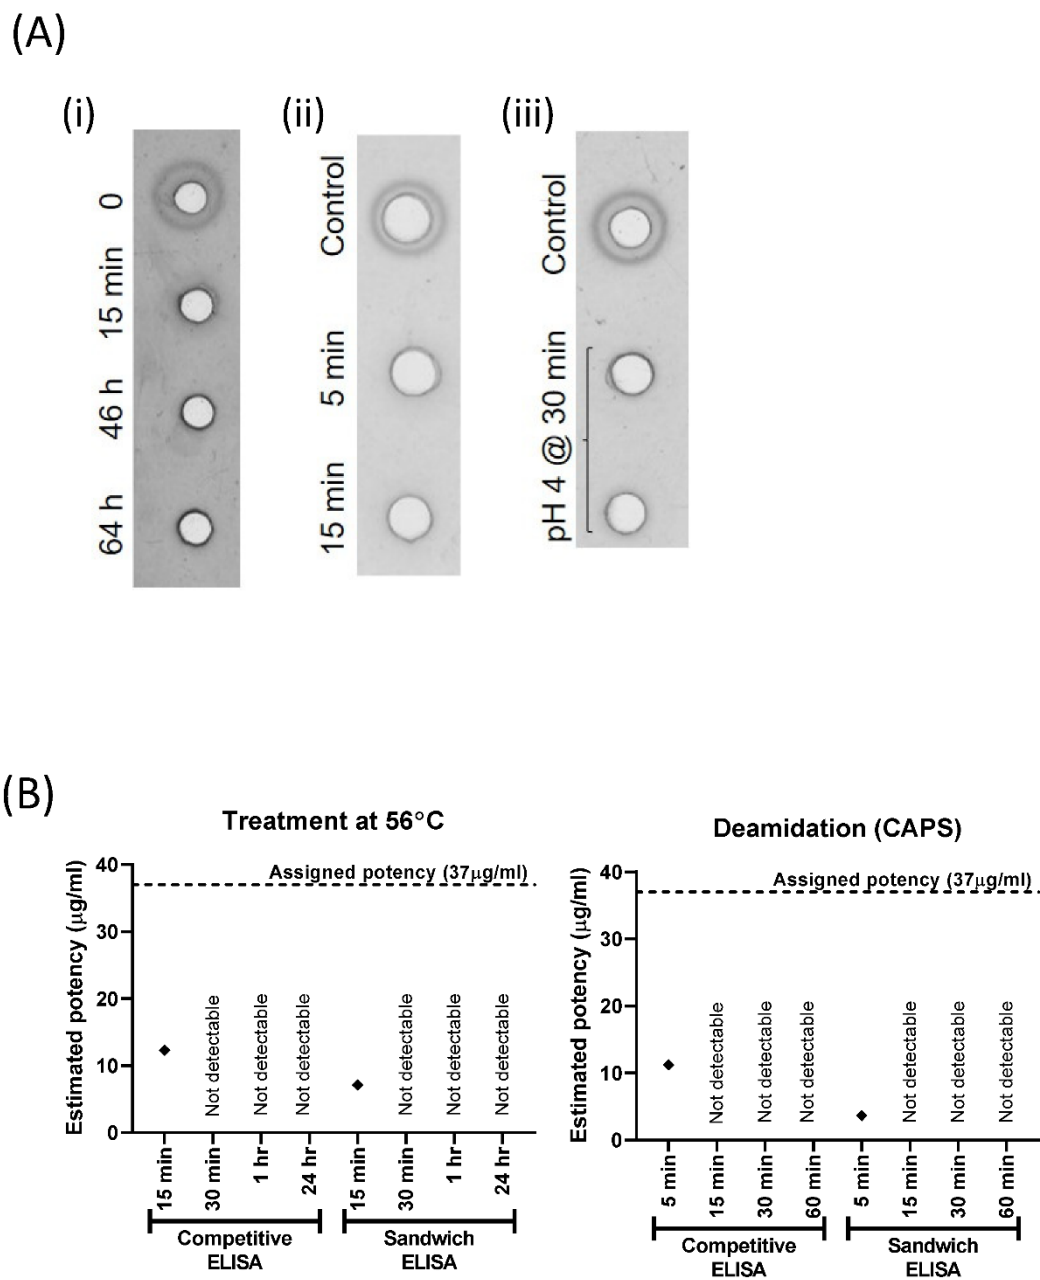 (A)
(i)
0
15 min
46 h
64 h
(ii)
Control
5 min
15 min
(iii)
Control
pH 4 @ 30 min
(B)
Treatment at 56°C
Estimated potency (µg/ml)
40
30
20
10
0
Assigned potency (37µg/ml)
Not detectable
Not detectable
Not detectable
Not detectable
Not detectable
Not detectable
15 min
30 min
1 hr
24 hr
15 min
30 min
1 hr
24 hr
Competitive
ELISA
Sandwich
ELISA
Deamidation (CAPS)
Estimated potency (µg/ml)
40
30
20
10
0
Assigned potency (37µg/ml)
Not detectable
Not detectable
Not detectable
Not detectable
Not detectable
Not detectable
5 min
15 min
30 min
60 min
5 min
15 min
30 min
60 min
Competitive
ELISA
Sandwich
ELISA